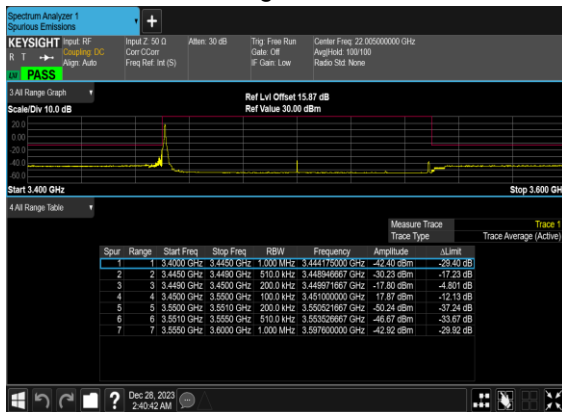 Spectrum Analyzer 1
Spurious Emissions
KEYSIGHT Input: RF Input Z: 50 Ω Atten: 30 dB Trig: Free Run Center Freq: 22.005000000 GHz
R T Coupling: DC Corr CCorr Gate: Off Avg|Hold: 100/100
Align: Auto Freq Ref: Int (S) IF Gain: Low Radio Std: None
PASS
3 All Range Graph Ref Lvl Offset 15.87 dB
Scale/Div 10.0 dB Ref Value 30.00 dBm
20.0
0.00
-20.0
-40.0
-60.0
Start 3.400 GHz Stop 3.600 GHz
4 All Range Table
Measure Trace Trace 1
Trace Type Trace Average (Active)
Spur Range Start Freq Stop Freq RBW Frequency Amplitude ΔLimit
1 1 3.4000 GHz 3.4450 GHz 1.000 MHz 3.444175000 GHz -42.40 dBm -29.40 dB
2 2 3.4450 GHz 3.4490 GHz 510.0 kHz 3.448946667 GHz -30.23 dBm -17.23 dB
3 3 3.4490 GHz 3.4500 GHz 200.0 kHz 3.449971667 GHz -17.80 dBm -4.801 dB
4 4 3.4500 GHz 3.5500 GHz 100.0 kHz 3.451000000 GHz 17.87 dBm -12.13 dB
5 5 3.5500 GHz 3.5510 GHz 200.0 kHz 3.550521667 GHz -50.24 dBm -37.24 dB
6 6 3.5510 GHz 3.5550 GHz 510.0 kHz 3.553526667 GHz -46.67 dBm -33.67 dB
7 7 3.5550 GHz 3.6000 GHz 1.000 MHz 3.597600000 GHz -42.92 dBm -29.92 dB
Dec 28, 2023
2:40:42 AM